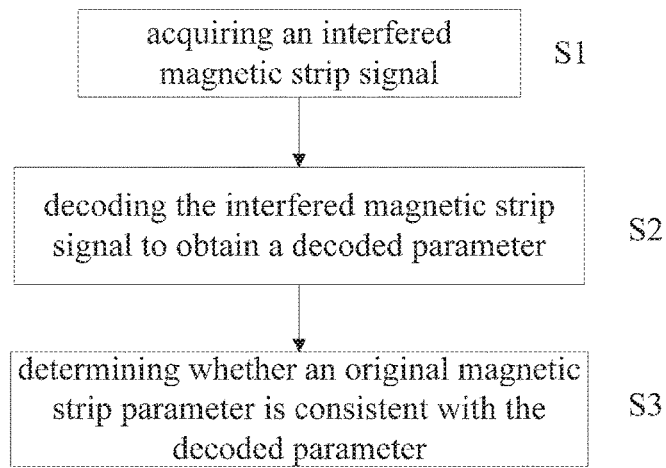 acquiring an interfered
magnetic strip signal
S1
decoding the interfered magnetic strip
signal to obtain a decoded parameter
S2
determining whether an original magnetic
strip parameter is consistent with the
decoded parameter
S3